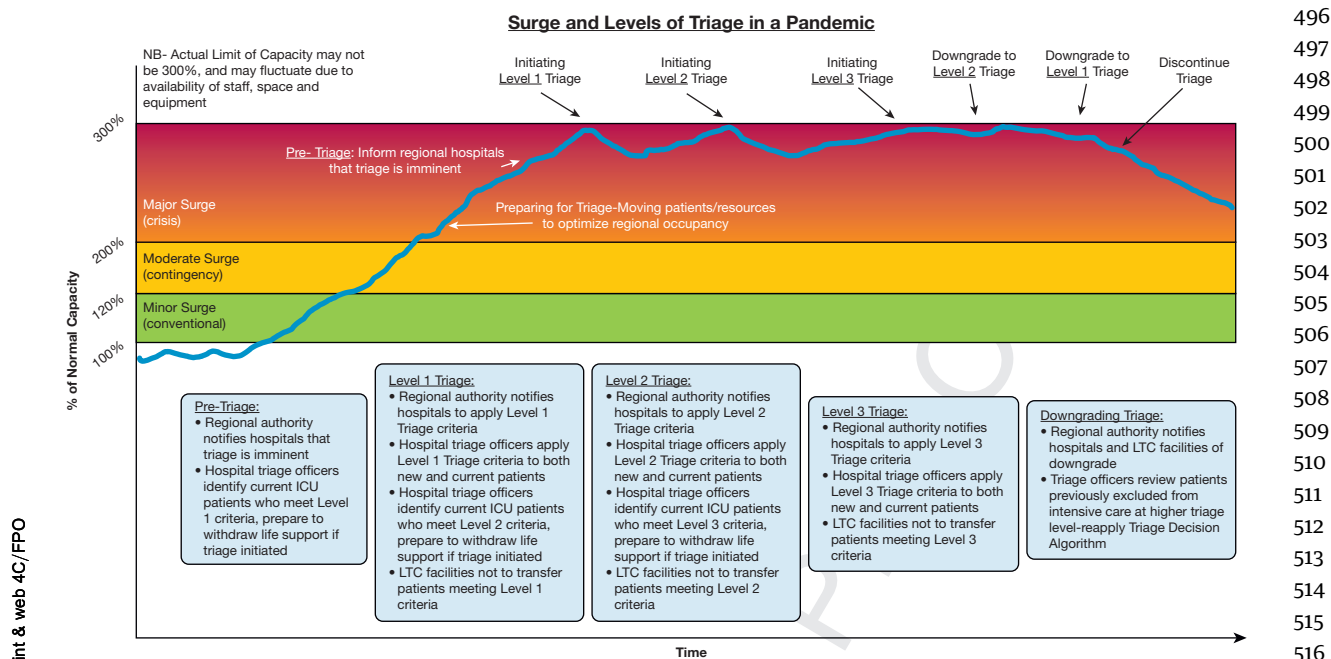 Surge and Levels of Triage in a Pandemic
NB- Actual Limit of Capacity may not
be 300%, and may fluctuate due to
availability of staff, space and
equipment
Initiating
Level 1 Triage
Initiating
Level 2 Triage
Initiating
Level 3 Triage
Downgrade to
Level 2 Triage
Downgrade to
Level 1 Triage
Discontinue
Triage
300%
Pre- Triage: Inform regional hospitals
that triage is imminent
Major Surge
(crisis)
Preparing for Triage-Moving patients/resources
to optimize regional occupancy
200%
Moderate Surge
(contingency)
120%
Minor Surge
(conventional)
100%
% of Normal Capacity
Pre-Triage:
• Regional authority
notifies hospitals that
triage is imminent
• Hospital triage officers
identify current ICU
patients who meet Level
1 criteria, prepare to
withdraw life support if
triage initiated
Level 1 Triage:
• Regional authority notifies
hospitals to apply Level 1
Triage criteria
• Hospital triage officers apply
Level 1 Triage criteria to both
new and current patients
• Hospital triage officers
identify current ICU patients
who meet Level 2 criteria,
prepare to withdraw life
support if triage initiated
• LTC facilities not to transfer
patients meeting Level 1
criteria
Level 2 Triage:
• Regional authority notifies
hospitals to apply Level 2
Triage criteria
• Hospital triage officers apply
Level 2 Triage criteria to both
new and current patients
• Hospital triage officers
identify current ICU patients
who meet Level 3 criteria,
prepare to withdraw life
support if triage initiated
• LTC facilities not to transfer
patients meeting Level 2
criteria
Level 3 Triage:
• Regional authority notifies
hospitals to apply Level 3
Triage criteria
• Hospital triage officers apply
Level 3 Triage criteria to both
new and current patients
• LTC facilities not to transfer
patients meeting Level 3
criteria
Downgrading Triage:
• Regional authority notifies
hospitals and LTC facilities of
downgrade
• Triage officers review patients
previously excluded from
intensive care at higher triage
level-reapply Triage Decision
Algorithm
Time
int & web 4C/FPO
496
497
498
499
500
501
502
503
504
505
506
507
508
509
510
511
512
513
514
515
516